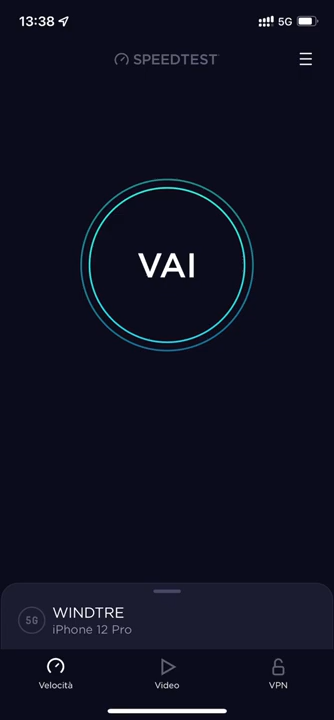 13:38
5G
SPEEDTEST
VAI
5G
WINDTRE
iPhone 12 Pro
Velocità
Video
VPN